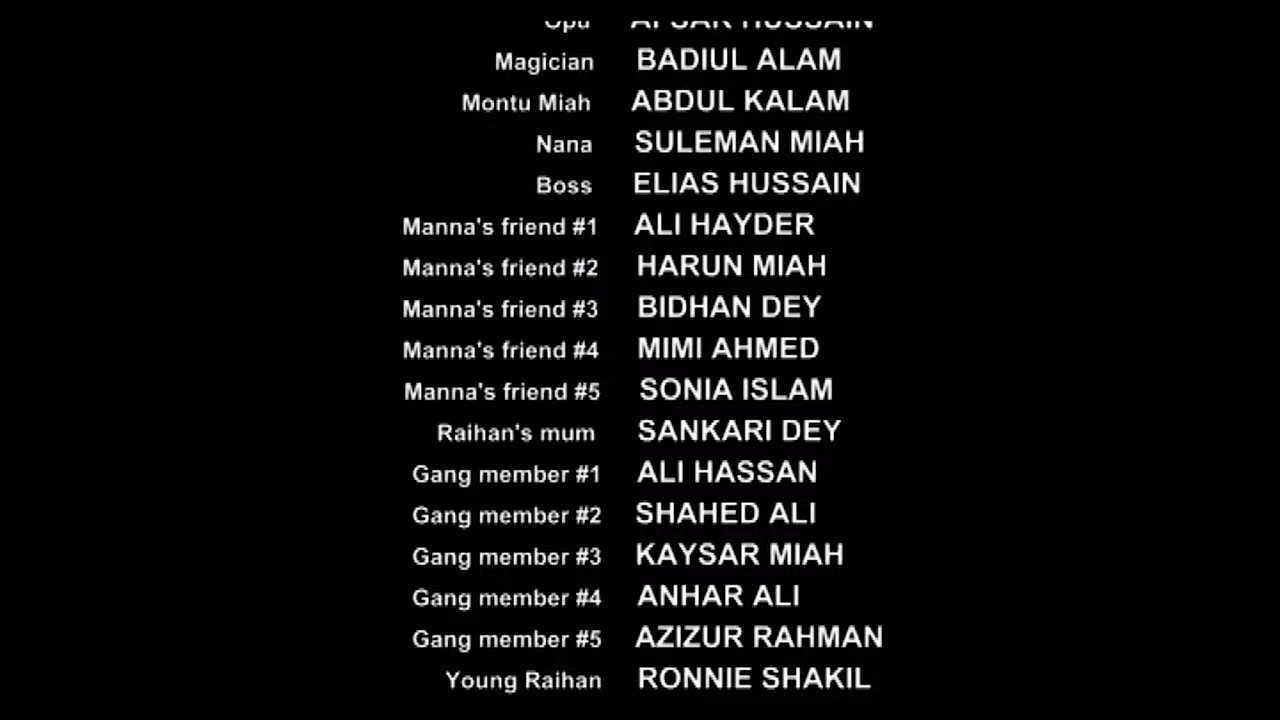 Opu AFSAR HUSSAIN
Magician BADIUL ALAM
Montu Miah ABDUL KALAM
Nana SULEMAN MIAH
Boss ELIAS HUSSAIN
Manna's friend #1 ALI HAYDER
Manna's friend #2 HARUN MIAH
Manna's friend #3 BIDHAN DEY
Manna's friend #4 MIMI AHMED
Manna's friend #5 SONIA ISLAM
Raihan's mum SANKARI DEY
Gang member #1 ALI HASSAN
Gang member #2 SHAHED ALI
Gang member #3 KAYSAR MIAH
Gang member #4 ANHAR ALI
Gang member #5 AZIZUR RAHMAN
Young Raihan RONNIE SHAKIL